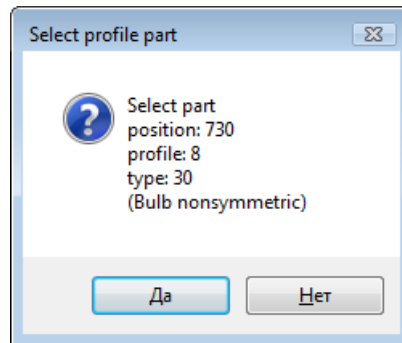 Select profile part
Select part
position: 730
profile: 8
type: 30
(Bulb nonsymmetric)
Да
Нет